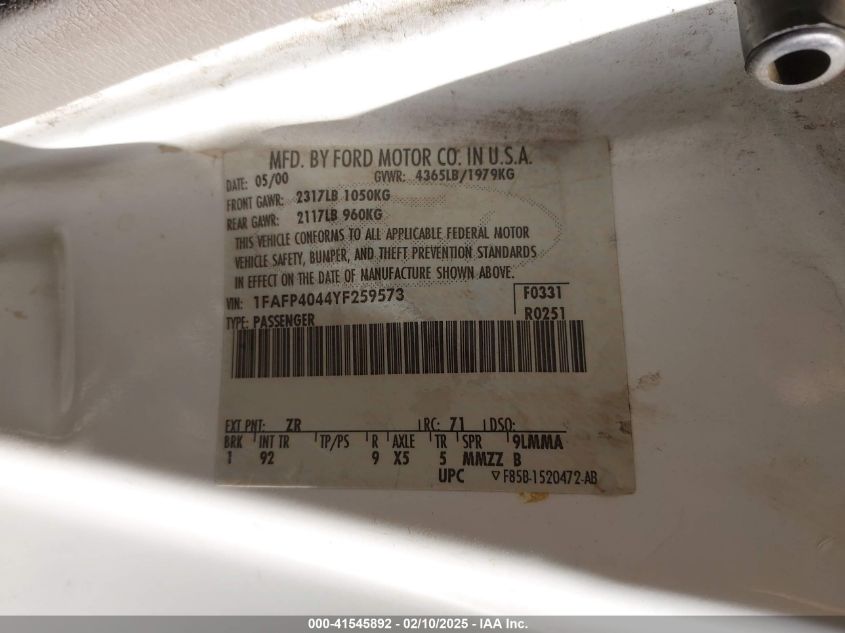 MFD. BY FORD MOTOR CO. IN U.S.A.
DATE: 05/00 GVWR: 4365LB/1979KG
FRONT GAWR: 2317LB 1050KG
REAR GAWR: 2117LB 960KG
THIS VEHICLE CONFORMS TO ALL APPLICABLE FEDERAL MOTOR
VEHICLE SAFETY, BUMPER, AND THEFT PREVENTION STANDARDS
IN EFFECT ON THE DATE OF MANUFACTURE SHOWN ABOVE.
VIN: 1FAFP4044YF259573 F0331
TYPE: PASSENGER R0251
EXT PNT: ZR RC: 71 DSO:
BRK INT TR TP/PS R AXLE TR SPR 9LMMA
1 92 9 X5 5 MMZZ B
UPC ▽F85B-1520472-AB
000-41545892 - 02/10/2025 - IAA Inc.